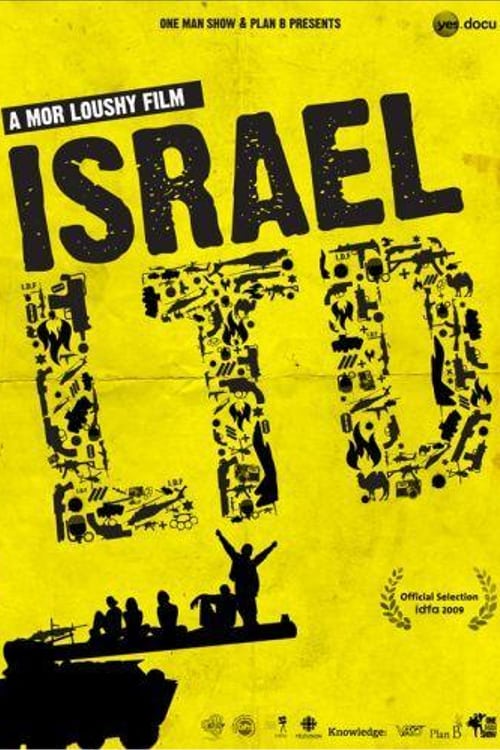 ONE MAN SHOW & PLAN B PRESENTS
yes.docu
A MOR LOUSHY FILM
ISRAEL
LTD
I.D.F
I.D.F
I.D.F
Official Selection
idfa 2009
Knowledge:
Plan B